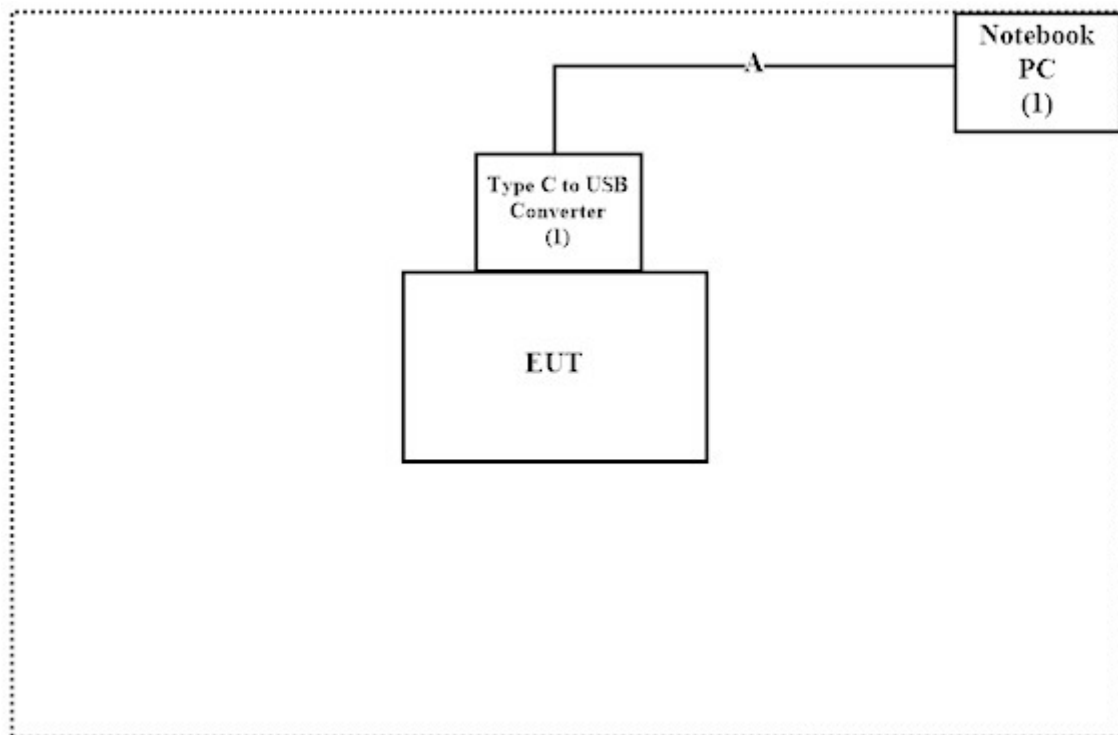 A
Notebook
PC
(1)
Type C to USB
Converter
(1)
EUT